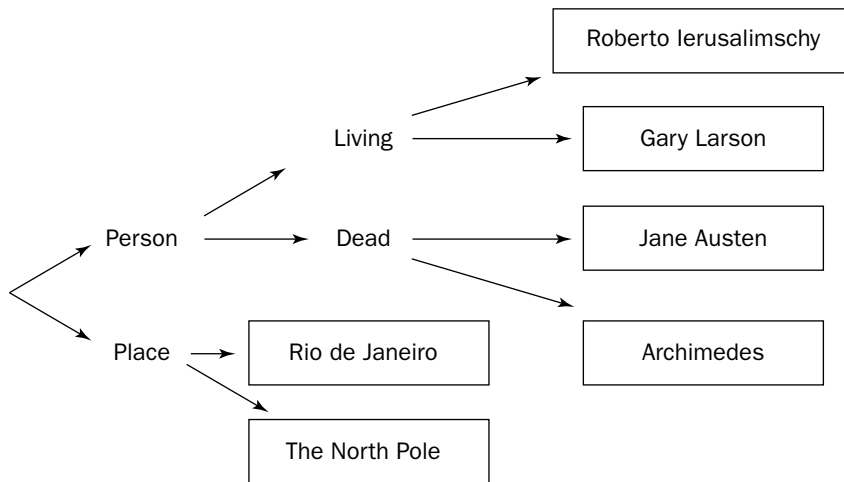 Roberto Ierusalimschy
Living
Gary Larson
Person
Dead
Jane Austen
Place
Rio de Janeiro
Archimedes
The North Pole